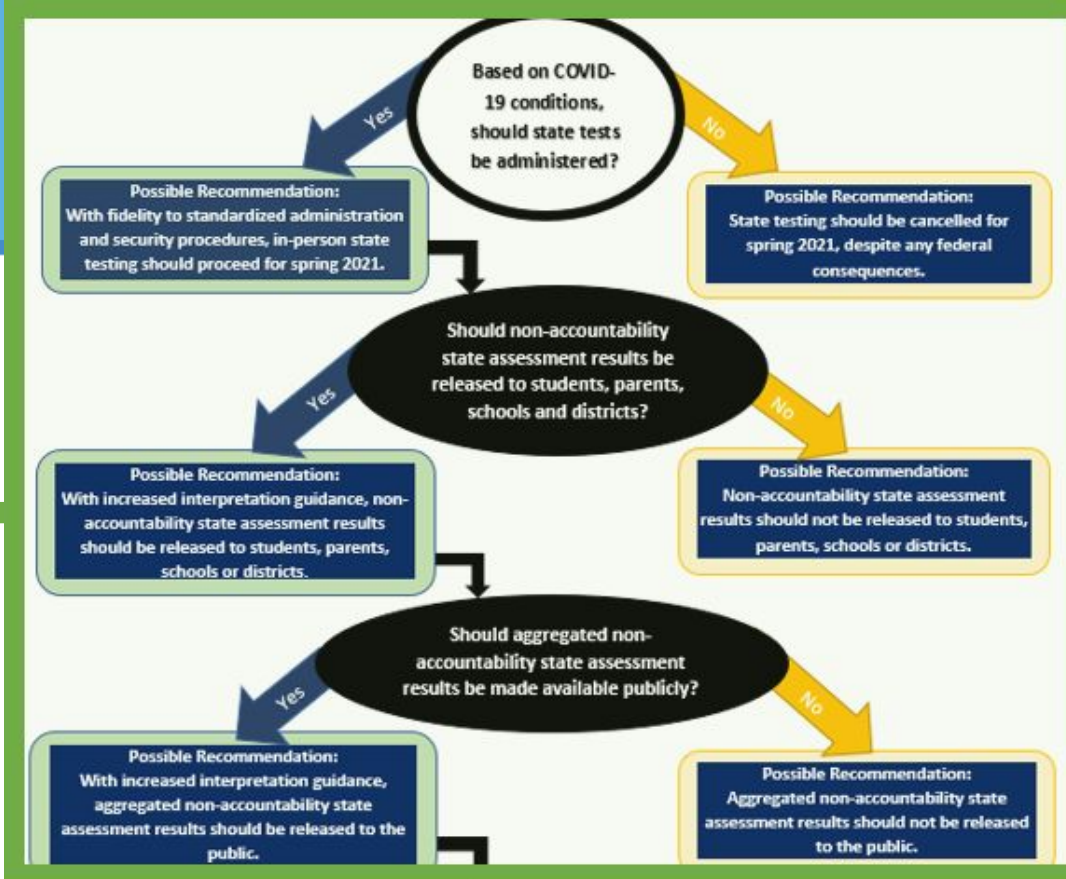 Based on COVID-
19 conditions,
should state tests
be administered?
Yes
No
Possible Recommendation:
With fidelity to standardized administration
and security procedures, in-person state
testing should proceed for spring 2021.
Possible Recommendation:
State testing should be cancelled for
spring 2021, despite any federal
consequences.
Should non-accountability
state assessment results be
released to students, parents,
schools and districts?
Yes
No
Possible Recommendation:
With increased interpretation guidance, non-
accountability state assessment results
should be released to students, parents,
schools or districts.
Possible Recommendation:
Non-accountability state assessment
results should not be released to students,
parents, schools or districts.
Should aggregated non-
accountability state assessment
results be made available publicly?
Yes
No
Possible Recommendation:
With increased interpretation guidance,
aggregated non-accountability state
assessment results should be released to the
public.
Possible Recommendation:
Aggregated non-accountability state
assessment results should not be released
to the public.